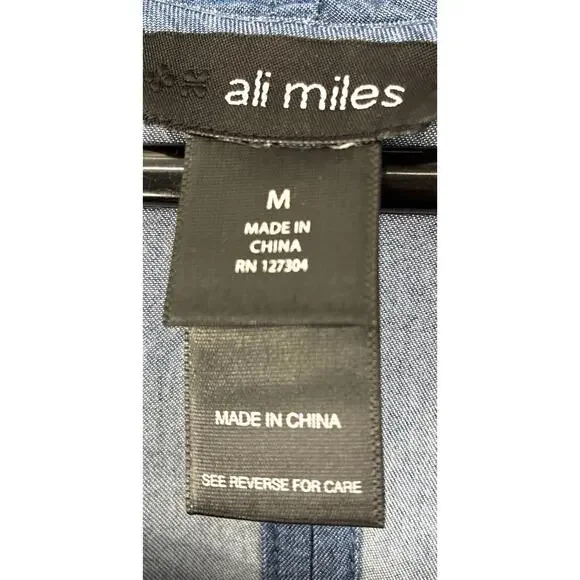 ali miles
M
MADE IN
CHINA
RN 127304
MADE IN CHINA
SEE REVERSE FOR CARE